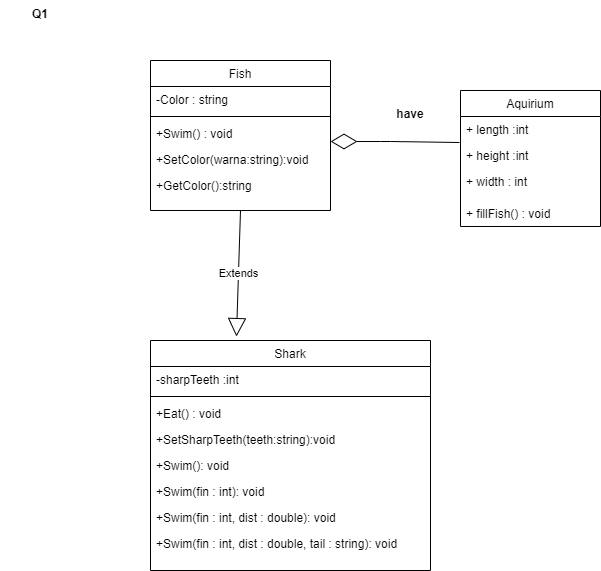 Q1
Fish
-Color : string
+Swim() : void
+SetColor(warna:string):void
+GetColor():string
have
Aquirium
+ length :int
+ height :int
+ width : int
+ fillFish() : void
Extends
Shark
-sharpTeeth :int
+Eat() : void
+SetSharpTeeth(teeth:string):void
+Swim(): void
+Swim(fin : int): void
+Swim(fin : int, dist : double): void
+Swim(fin : int, dist : double, tail : string): void